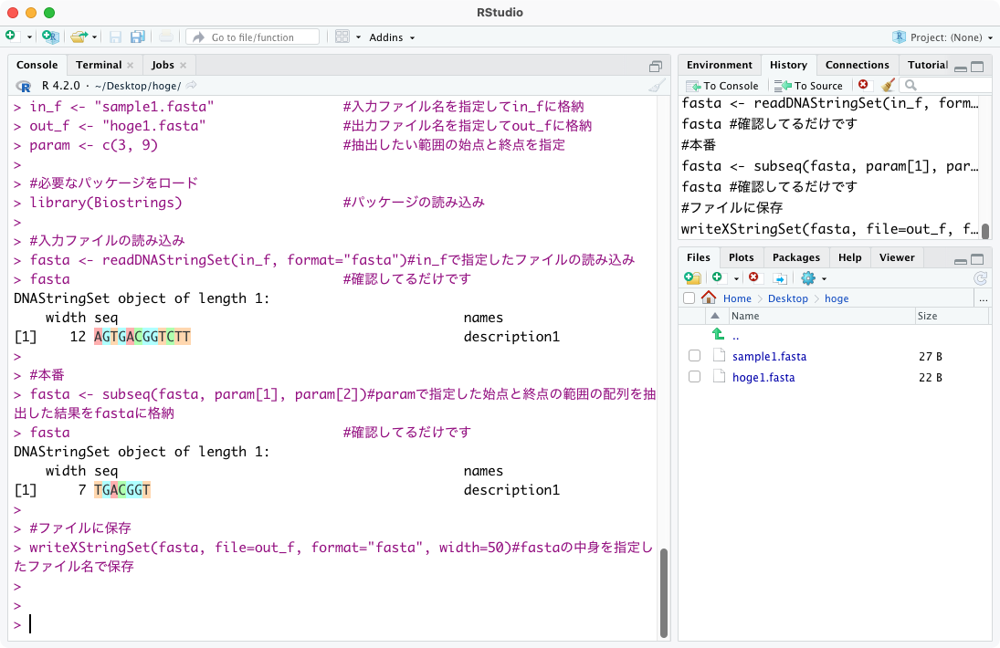 RStudio
Go to file/function
Addins
Project: (None)
Console
Terminal
Jobs
R 4.2.0 · ~/Desktop/hoge/
> in_f <- "sample1.fasta" #入力ファイル名を指定してin_fに格納
> out_f <- "hoge1.fasta" #出力ファイル名を指定してout_fに格納
> param <- c(3, 9) #抽出したい範囲の始点と終点を指定
>
> #必要なパッケージをロード
> library(Biostrings) #パッケージの読み込み
>
> #入力ファイルの読み込み
> fasta <- readDNAStringSet(in_f, format="fasta")#in_fで指定したファイルの読み込み
> fasta #確認してるだけです
DNAStringSet object of length 1:
width seq names
[1] 12 AGTGACGGTCTT description1
>
> #本番
> fasta <- subseq(fasta, param[1], param[2])#paramで指定した始点と終点の範囲の配列を抽
出した結果をfastaに格納
> fasta #確認してるだけです
DNAStringSet object of length 1:
width seq names
[1] 7 TGACGGT description1
>
> #ファイルに保存
> writeXStringSet(fasta, file=out_f, format="fasta", width=50)#fastaの中身を指定し
たファイル名で保存
>
>
>
Environment
History
Connections
Tutorial
To Console
To Source
fasta <- readDNAStringSet(in_f, form…
fasta #確認してるだけです
#本番
fasta <- subseq(fasta, param[1], par…
fasta #確認してるだけです
#ファイルに保存
writeXStringSet(fasta, file=out_f, f…
Files
Plots
Packages
Help
Viewer
Home
Desktop
hoge
...
Name
Size
..
sample1.fasta 27 B
hoge1.fasta 22 B